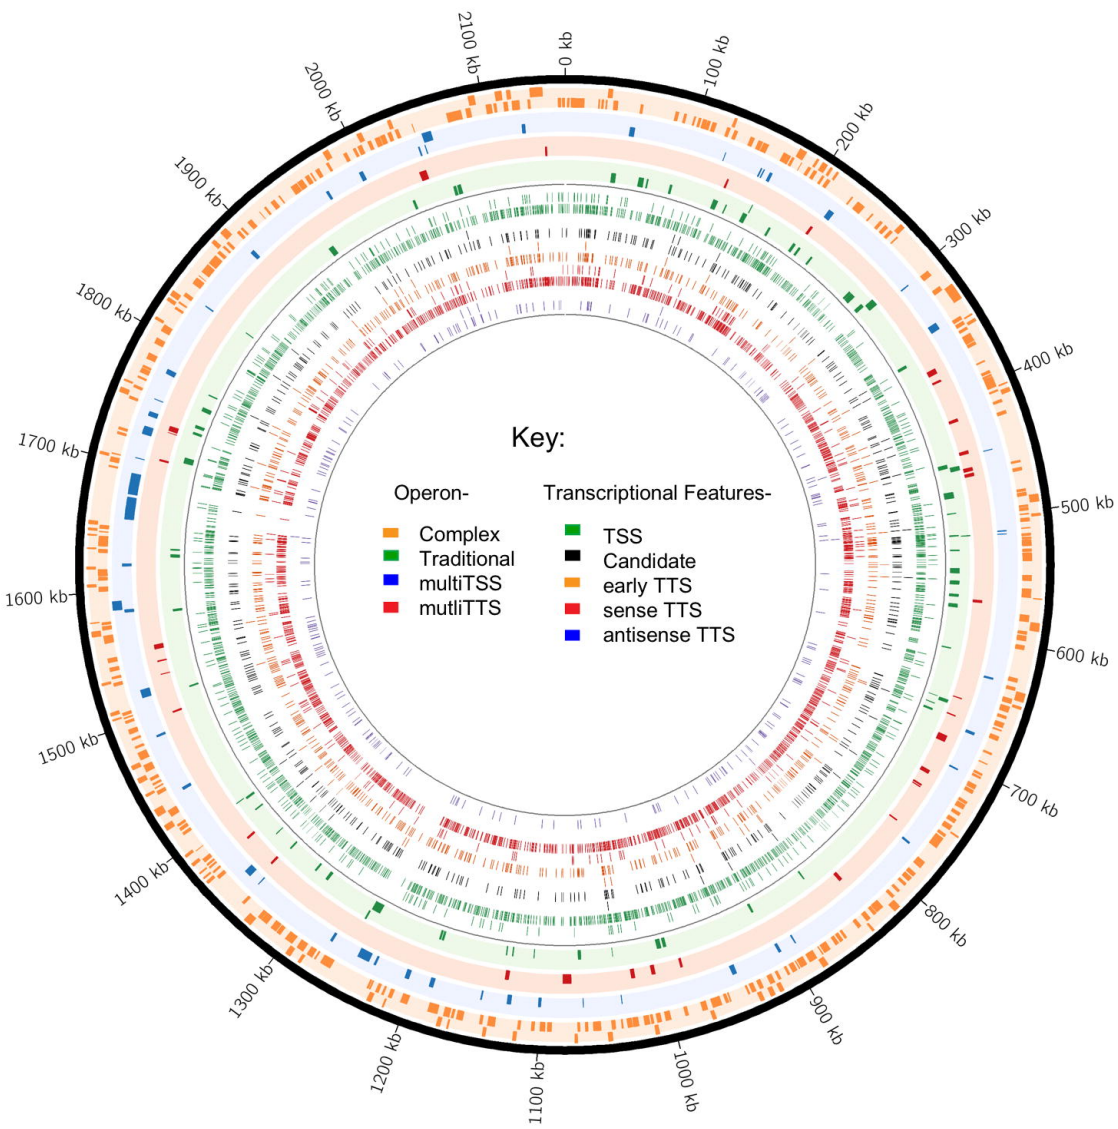 0 kb
100 kb
200 kb
300 kb
400 kb
500 kb
600 kb
700 kb
800 kb
900 kb
1000 kb
1100 kb
1200 kb
1300 kb
1400 kb
1500 kb
1600 kb
1700 kb
1800 kb
1900 kb
2000 kb
2100 kb
Key:
Operon-
Complex
Traditional
multiTSS
mutliTTS
Transcriptional Features-
TSS
Candidate
early TTS
sense TTS
antisense TTS